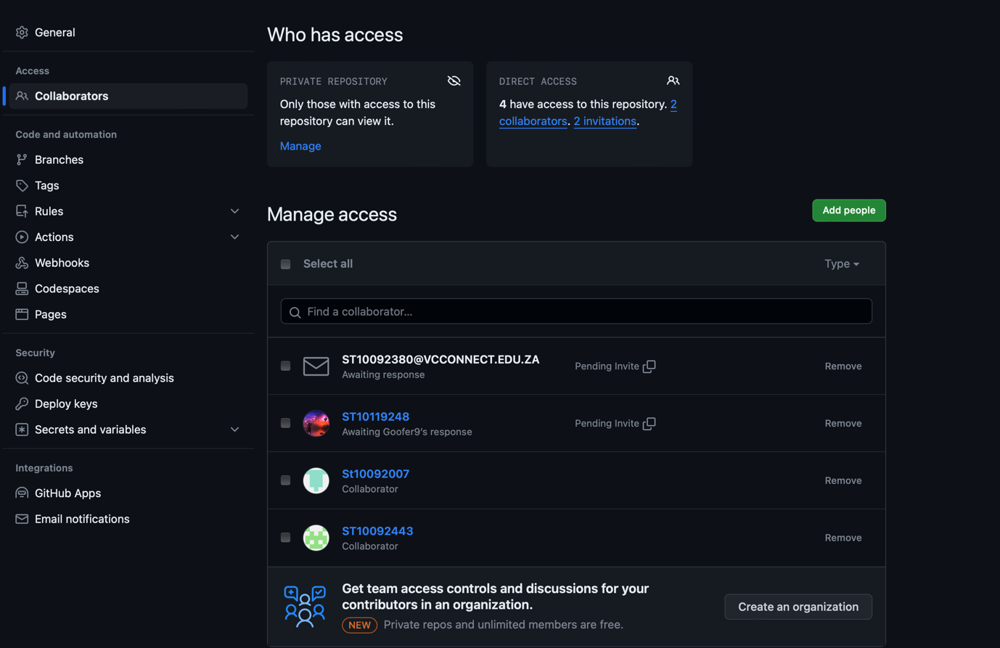 General
Access
Collaborators
Code and automation
Branches
Tags
Rules
Actions
Webhooks
Codespaces
Pages
Security
Code security and analysis
Deploy keys
Secrets and variables
Integrations
GitHub Apps
Email notifications
Who has access
PRIVATE REPOSITORY
Only those with access to this
repository can view it.
Manage
DIRECT ACCESS
4 have access to this repository. 2
collaborators. 2 invitations.
Manage access
Add people
Select all
Type
Find a collaborator...
ST10092380@VCCONNECT.EDU.ZA
Awaiting response
Pending Invite
Remove
ST10119248
Awaiting Goofer9's response
Pending Invite
Remove
St10092007
Collaborator
Remove
ST10092443
Collaborator
Remove
Get team access controls and discussions for your
contributors in an organization.
NEW Private repos and unlimited members are free.
Create an organization